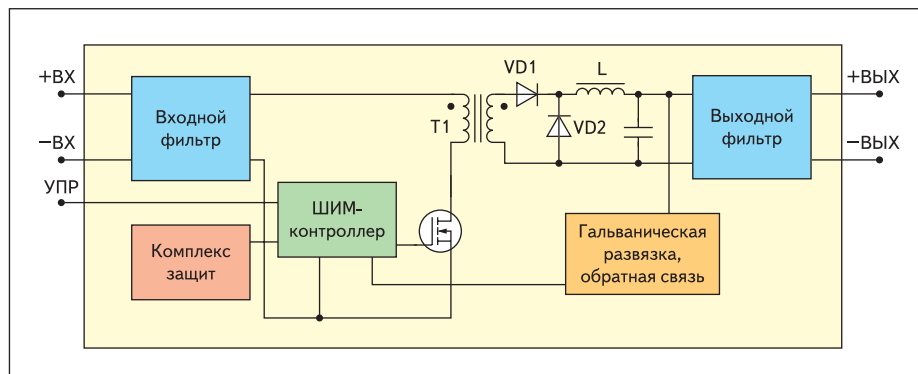 +ВХ
−ВХ
УПР
Входной
фильтр
Комплекс
защит
ШИМ-
контроллер
T1
VD1
VD2
L
Гальваническая
развязка,
обратная связь
Выходной
фильтр
+ВЫХ
−ВЫХ